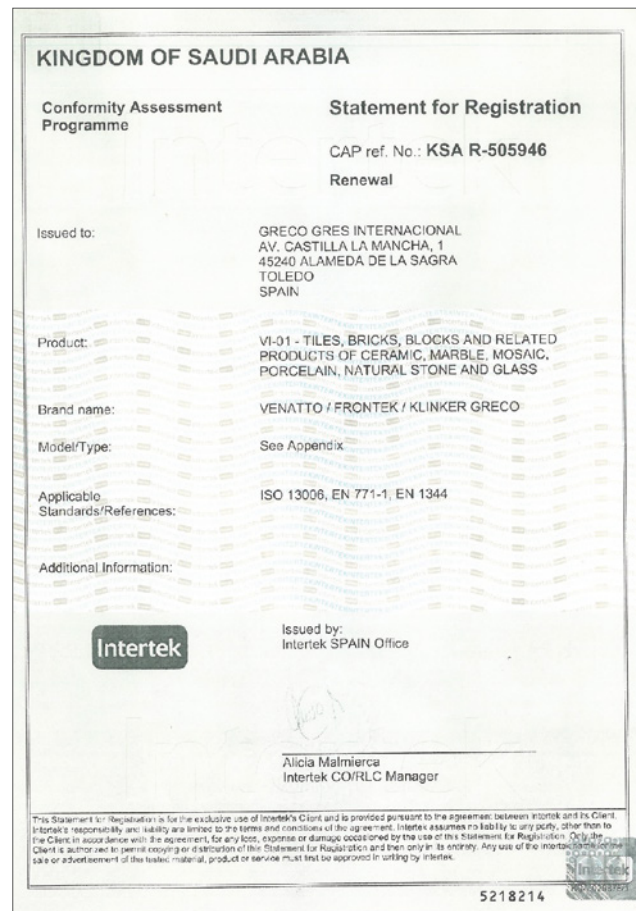 KINGDOM OF SAUDI ARABIA
Conformity Assessment
Programme
Statement for Registration
CAP ref. No.: KSA R-505946
Renewal
Issued to:
GRECO GRES INTERNACIONAL
AV. CASTILLA LA MANCHA, 1
45240 ALAMEDA DE LA SAGRA
TOLEDO
SPAIN
Product:
VI-01 - TILES, BRICKS, BLOCKS AND RELATED
PRODUCTS OF CERAMIC, MARBLE, MOSAIC,
PORCELAIN, NATURAL STONE AND GLASS
Brand name:
VENATTO / FRONTEK / KLINKER GRECO
Model/Type:
See Appendix
Applicable
Standards/References:
ISO 13006, EN 771-1, EN 1344
Additional Information:
Intertek
Issued by:
Intertek SPAIN Office
Alicia Malmierca
Intertek CO/RLC Manager
This Statement for Registration is for the exclusive use of Intertek's Client and is provided pursuant to the agreement between Intertek and its Client.
Intertek's responsibility and liability are limited to the terms and conditions of the agreement. Intertek assumes no liability to any party, other than to
the Client in accordance with the agreement, for any loss, expense or damage occasioned by the use of this Statement for Registration. Only the
Client is authorized to permit copying or distribution of this Statement for Registration and then only in its entirety. Any use of the Intertek name for the
sale or advertisement of the tested material, product or service must first be approved in writing by Intertek.
Intertek
5218214